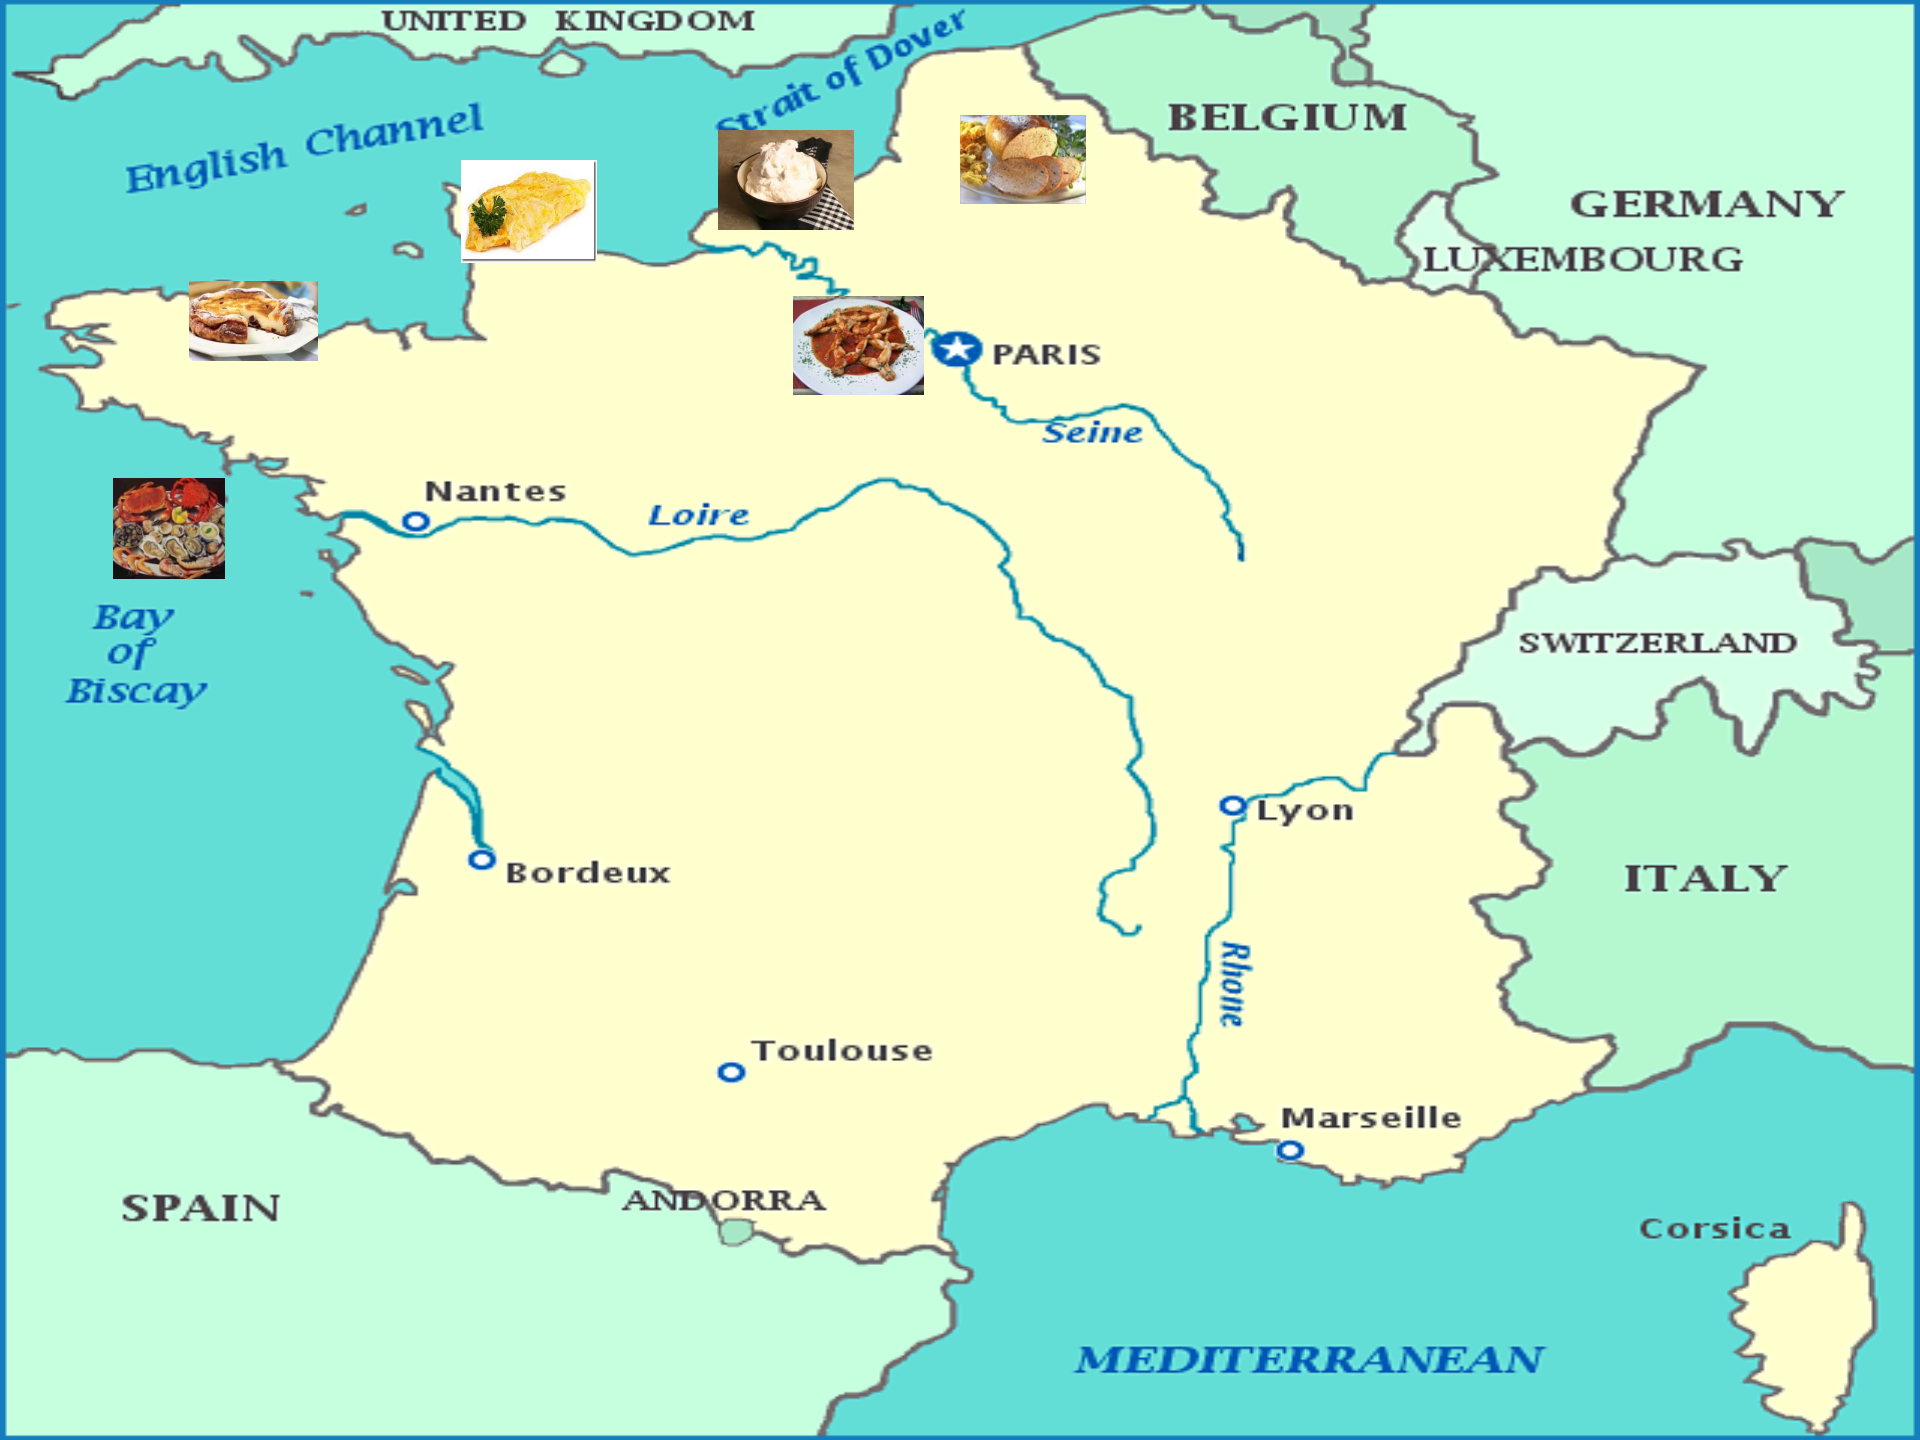 UNITED KINGDOM
Strait of Dover
English Channel
BELGIUM
GERMANY
LUXEMBOURG
PARIS
Seine
Nantes
Loire
Bay
of
Biscay
SWITZERLAND
Lyon
Bordeux
ITALY
Rhone
Toulouse
Marseille
SPAIN
ANDORRA
Corsica
MEDITERRANEAN